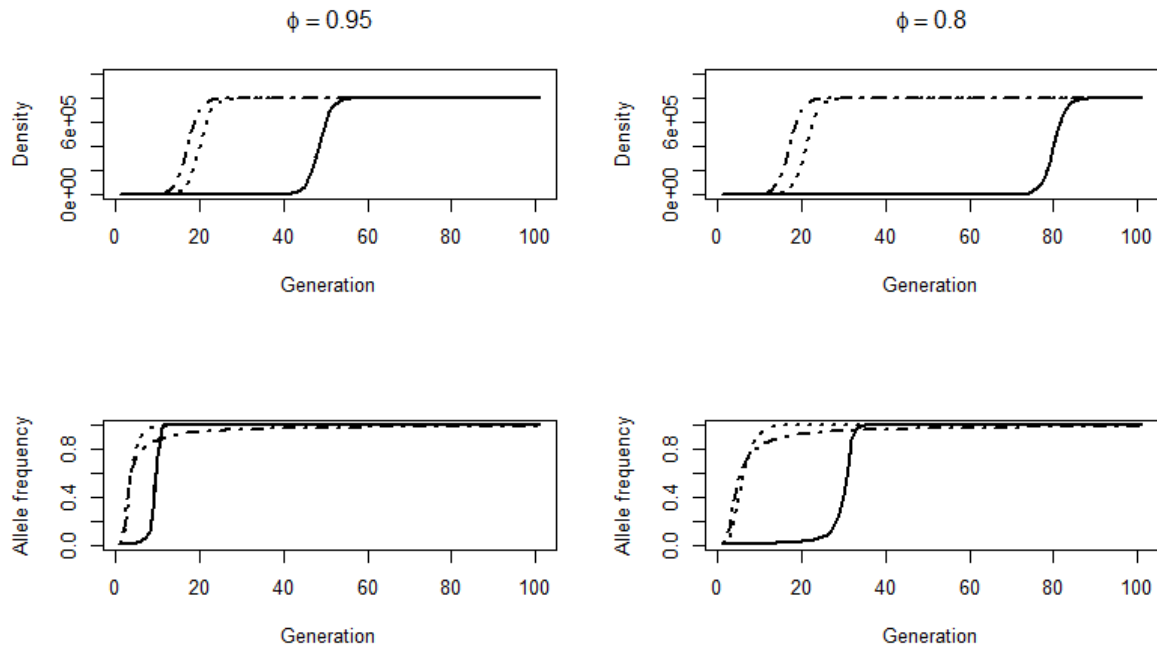 ϕ = 0.95
ϕ = 0.8
Density
0e+00 6e+05
0 20 40 60 80 100
Generation
Density
0e+00 6e+05
0 20 40 60 80 100
Generation
Allele frequency
0.0 0.4 0.8
0 20 40 60 80 100
Generation
Allele frequency
0.0 0.4 0.8
0 20 40 60 80 100
Generation